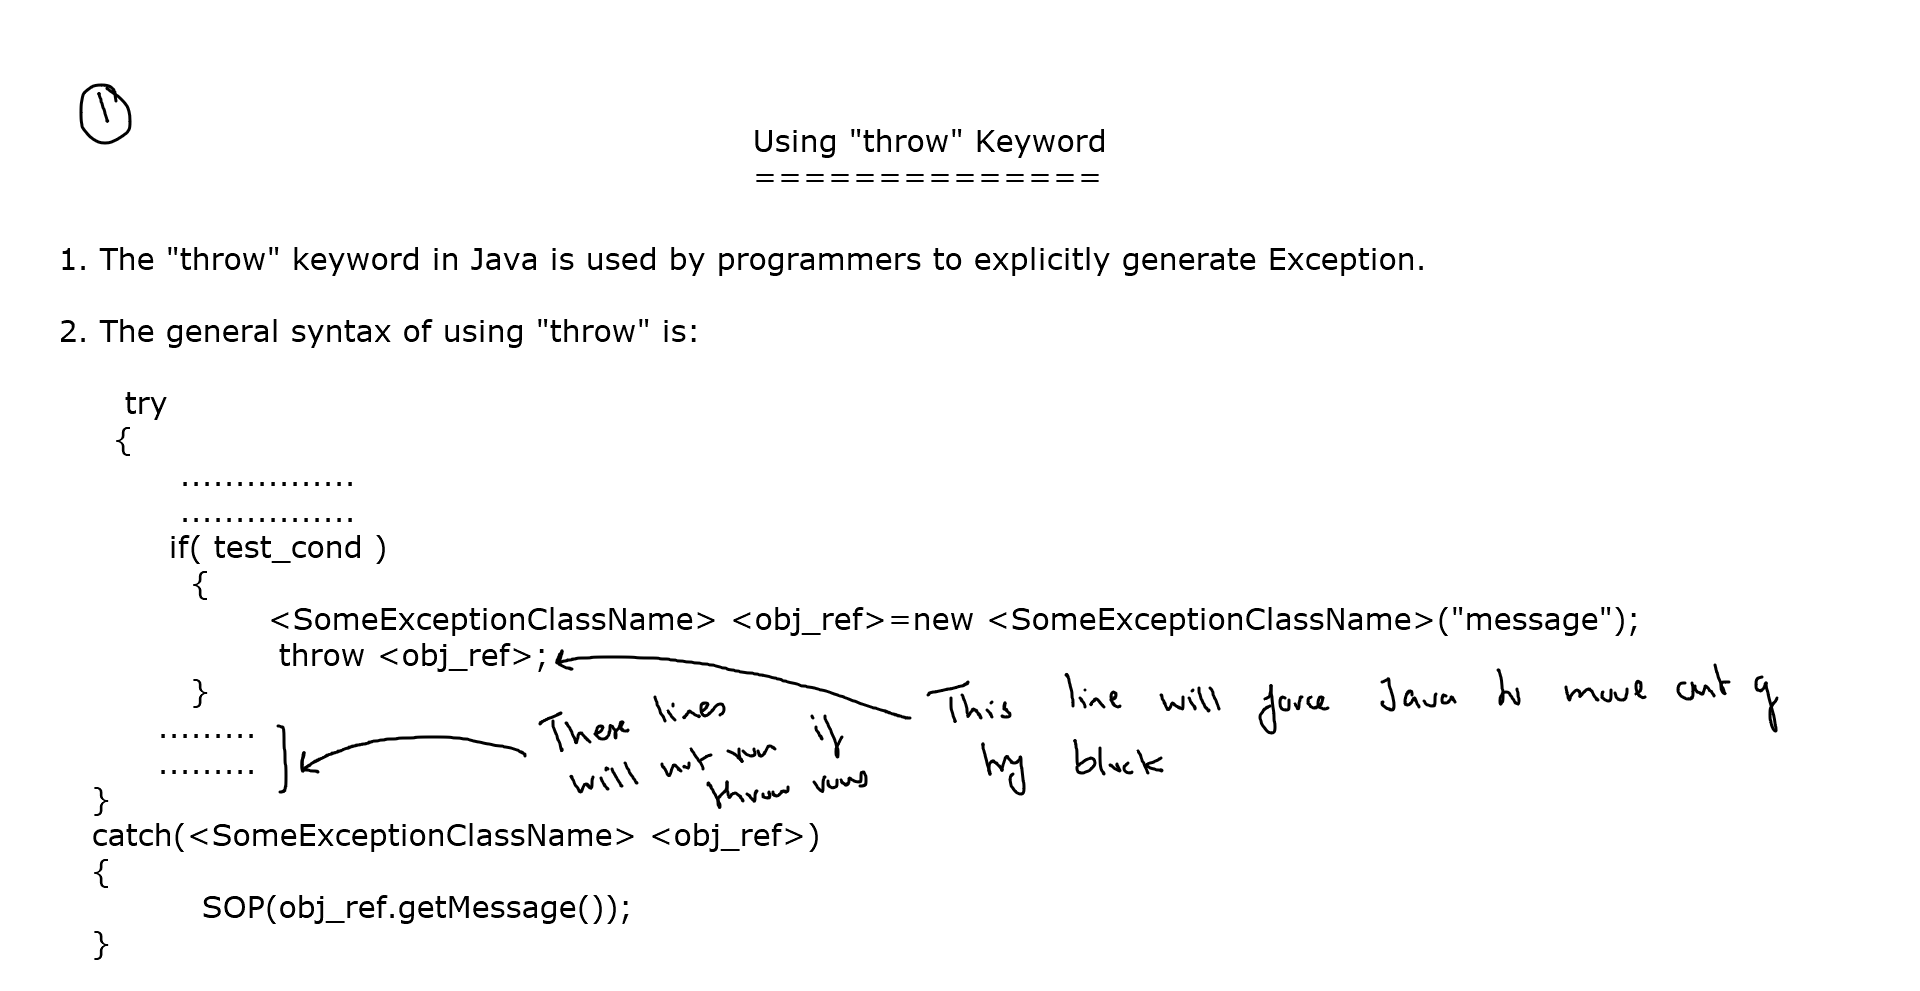 1
Using "throw" Keyword
==============
1. The "throw" keyword in Java is used by programmers to explicitly generate Exception.
2. The general syntax of using "throw" is:
try
{
................
................
if( test_cond )
{
<SomeExceptionClassName> <obj_ref>=new <SomeExceptionClassName>("message");
throw <obj_ref>;
}
This line will force Java to move out of
try block
These lines
will not run if
throw runs
.........
.........
}
catch(<SomeExceptionClassName> <obj_ref>)
{
SOP(obj_ref.getMessage());
}